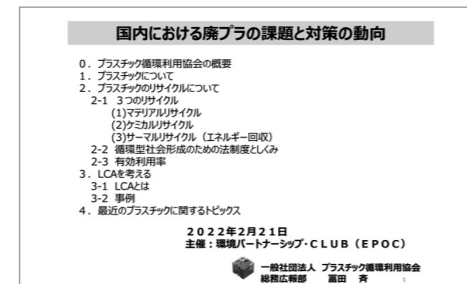 国内における廃プラの課題と対策の動向
0．プラスチック循環利用協会の概要
1．プラスチックについて
2．プラスチックのリサイクルについて
2-1 3つのリサイクル
(1)マテリアルリサイクル
(2)ケミカルリサイクル
(3)サーマルリサイクル（エネルギー回収）
2-2 循環型社会形成のための法制度としくみ
2-3 有効利用率
3．LCAを考える
3-1 LCAとは
3-2 事例
4．最近のプラスチックに関するトピックス
２０２２年２月２１日
主催：環境パートナーシップ・CLUB（EPOC）
一般社団法人 プラスチック循環利用協会
総務広報部 冨田 斉